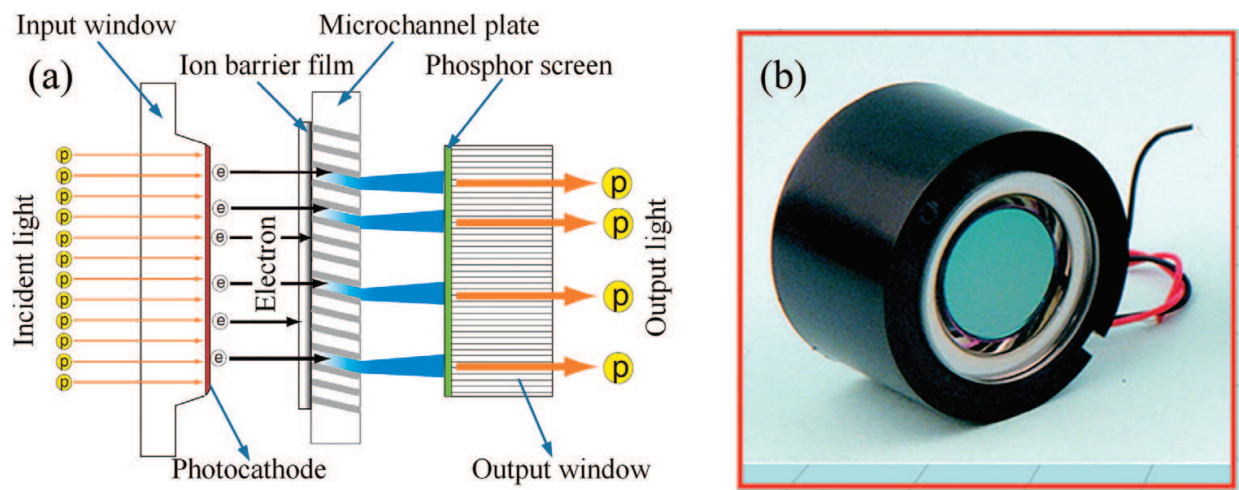 (a)
Input window
Microchannel plate
Ion barrier film
Phosphor screen
Incident light
p
p
p
p
p
p
p
p
p
p
p
p
e
e
e
e
e
e
Electron
p
p
p
p
Output light
Photocathode
Output window
(b)